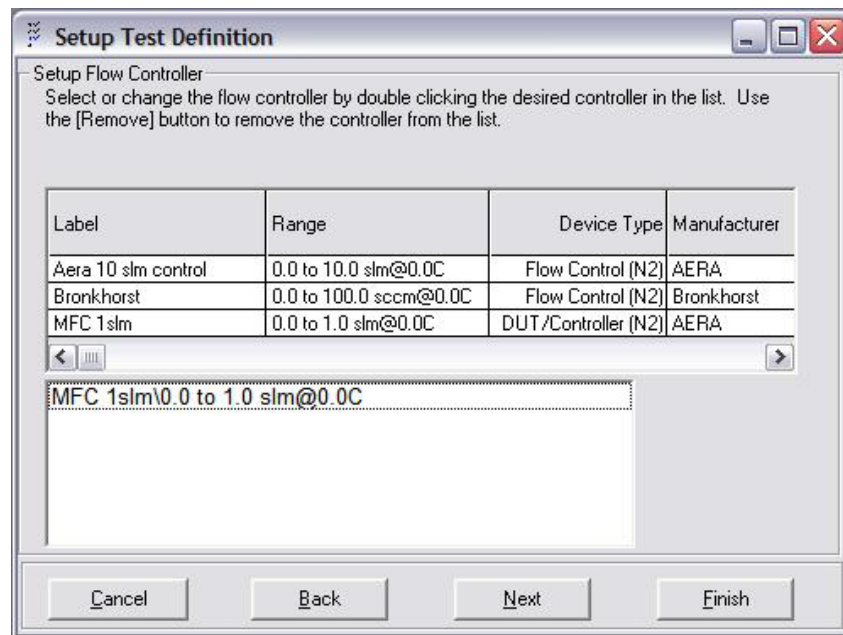 Setup Test Definition
Setup Flow Controller
Select or change the flow controller by double clicking the desired controller in the list. Use
the [Remove] button to remove the controller from the list.
Label Range Device Type Manufacturer
Aera 10 slm control 0.0 to 10.0 slm@0.0C Flow Control (N2) AERA
Bronkhorst 0.0 to 100.0 sccm@0.0C Flow Control (N2) Bronkhorst
MFC 1slm 0.0 to 1.0 slm@0.0C DUT/Controller (N2) AERA
MFC 1slm\0.0 to 1.0 slm@0.0C
Cancel Back Next Finish